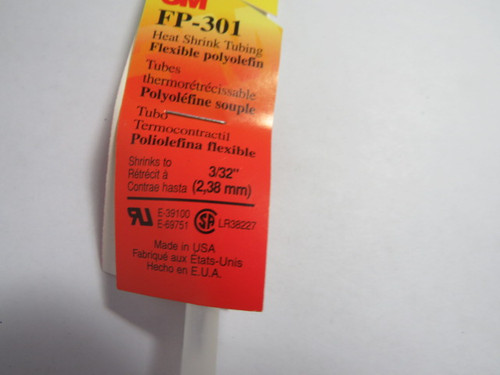 3M
FP-301
Heat Shrink Tubing
Flexible polyolefin
Tubes
thermorétrécissable
Polyoléfine souple
Tubo
Termocontractil
Poliolefina flexible
Shrinks to
Rétrécit à 3/32"
Contrae hasta (2,38 mm)
E-39100
E-69751 LR38227
Made in USA
Fabriqué aux États-Unis
Hecho en E.U.A.